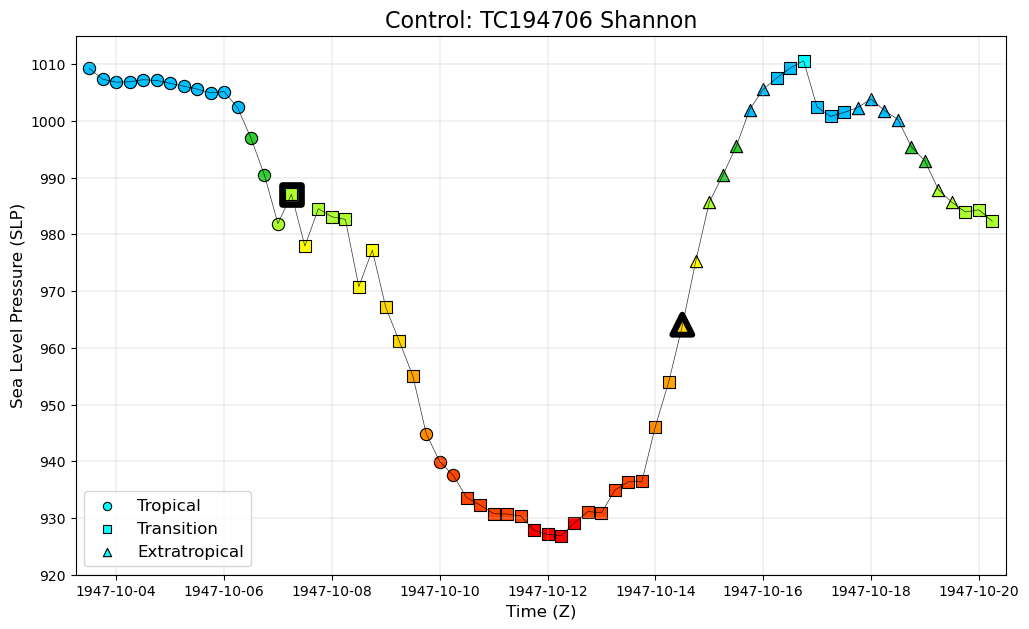 Control: TC194706 Shannon
Sea Level Pressure (SLP)
1010
1000
990
980
970
960
950
940
930
920
Tropical
Transition
Extratropical
1947-10-04 1947-10-06 1947-10-08 1947-10-10 1947-10-12 1947-10-14 1947-10-16 1947-10-18 1947-10-20
Time (Z)